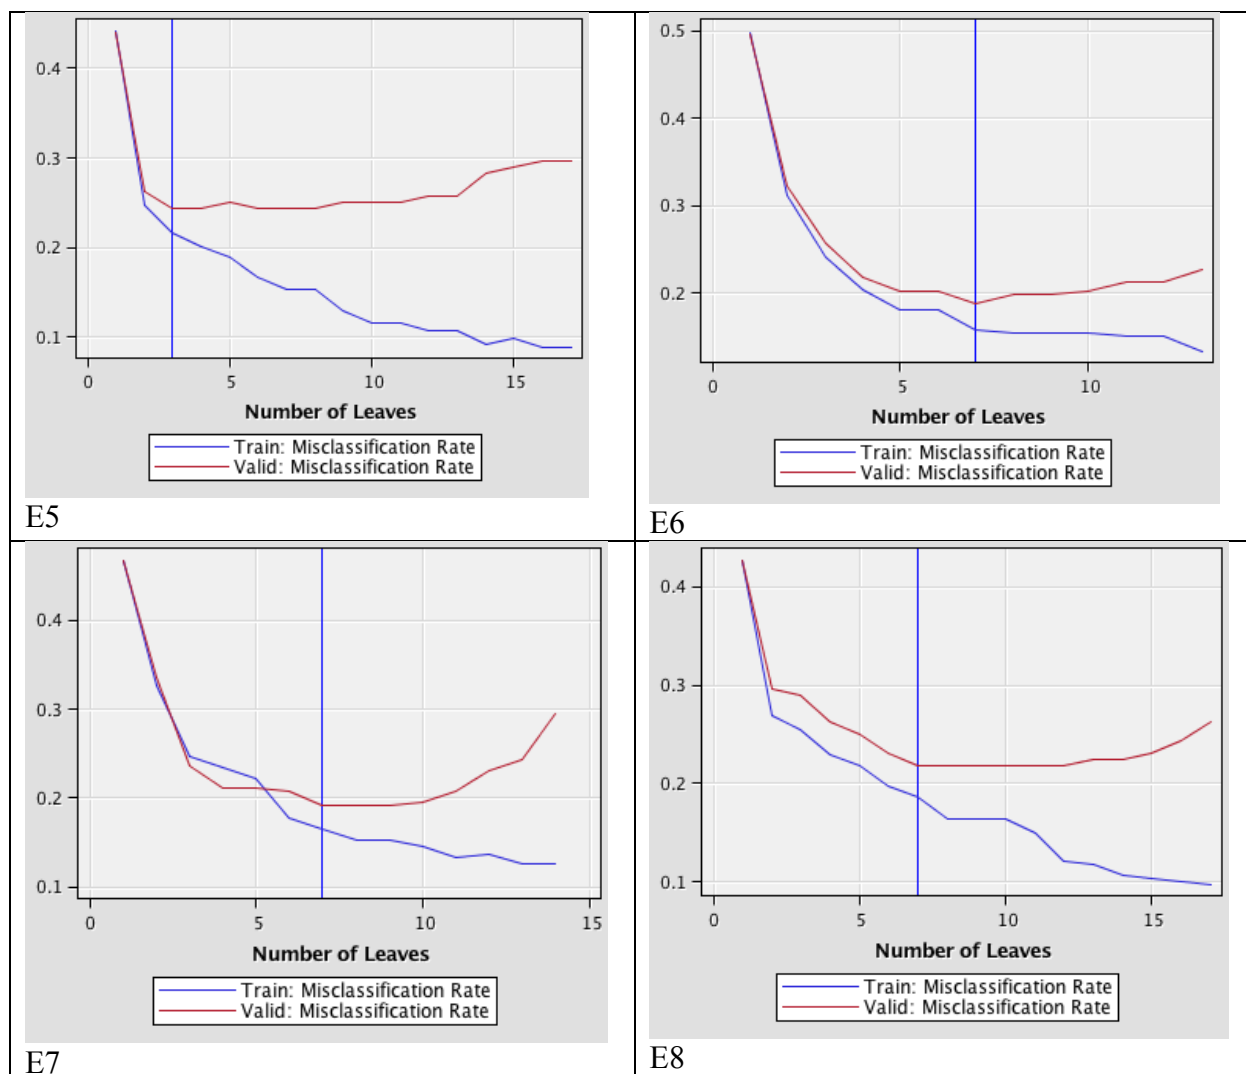 0.4
0.3
0.2
0.1
0 5 10 15
Number of Leaves
Train: Misclassification Rate
Valid: Misclassification Rate
E5
0.5
0.4
0.3
0.2
0 5 10
Number of Leaves
Train: Misclassification Rate
Valid: Misclassification Rate
E6
0.4
0.3
0.2
0.1
0 5 10 15
Number of Leaves
Train: Misclassification Rate
Valid: Misclassification Rate
E7
0.4
0.3
0.2
0.1
0 5 10 15
Number of Leaves
Train: Misclassification Rate
Valid: Misclassification Rate
E8